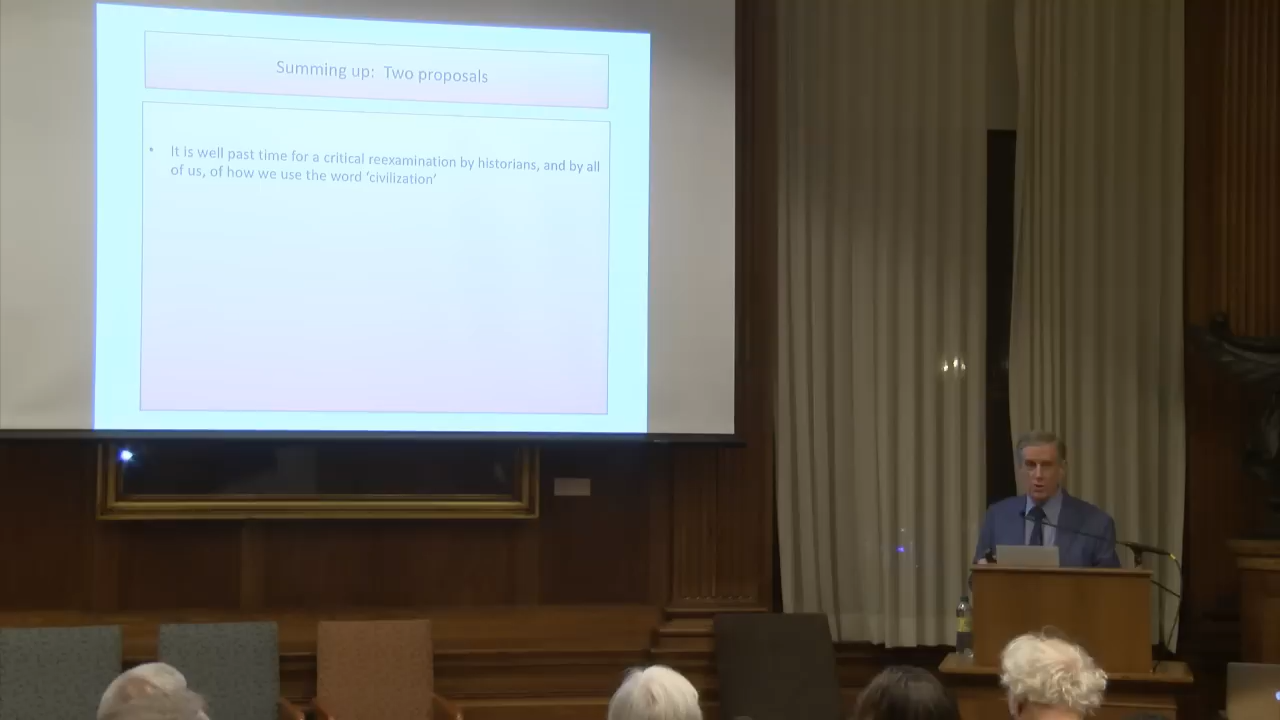 Summing up: Two proposals
• It is well past time for a critical reexamination by historians, and by all
of us, of how we use the word ‘civilization’